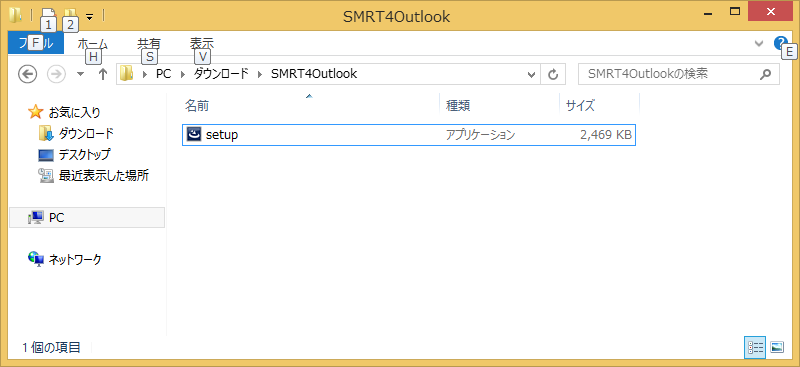 SMRT4Outlook
1 2
ファイル ホーム 共有 表示
F H S V E
PC ダウンロード SMRT4Outlook SMRT4Outlookの検索
名前 種類 サイズ
お気に入り
setup アプリケーション 2,469 KB
ダウンロード
デスクトップ
最近表示した場所
PC
ネットワーク
1 個の項目